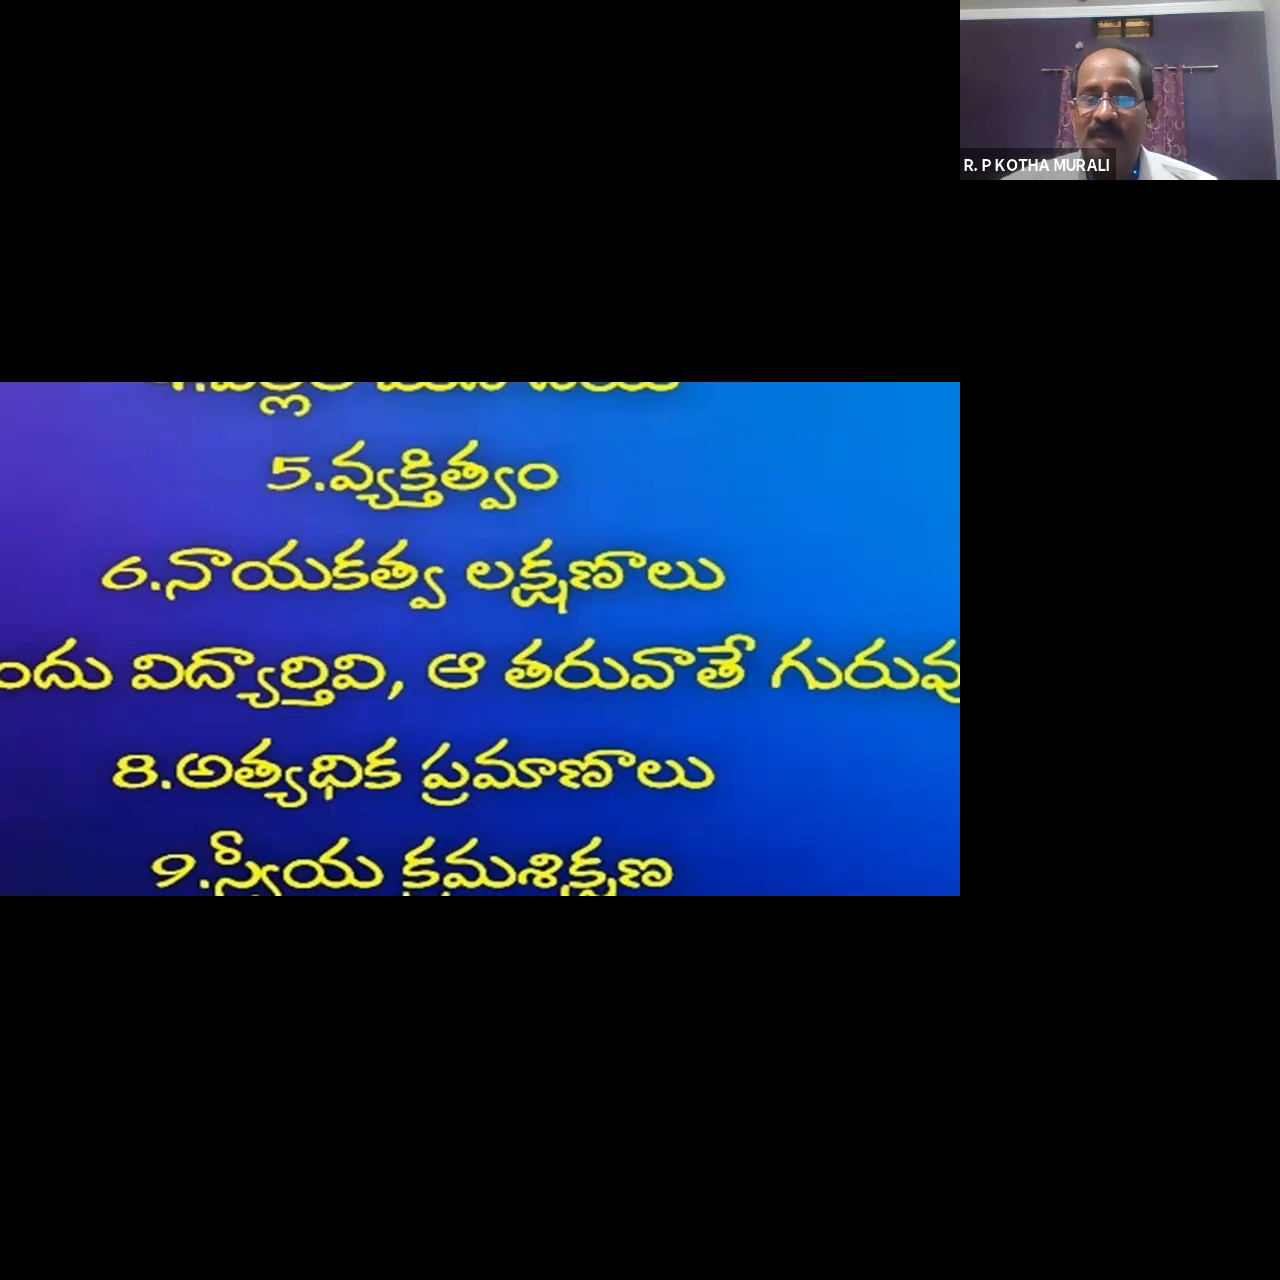 R. P KOTHA MURALI
5.వ్యక్తిత్వం
6.నాయకత్వ లక్షణాలు
విద్యార్తివి, ఆ తరువాతే
8.అత్యధిక ప్రమాణాలు
9.స్వీయ క్రమశిక్షణ